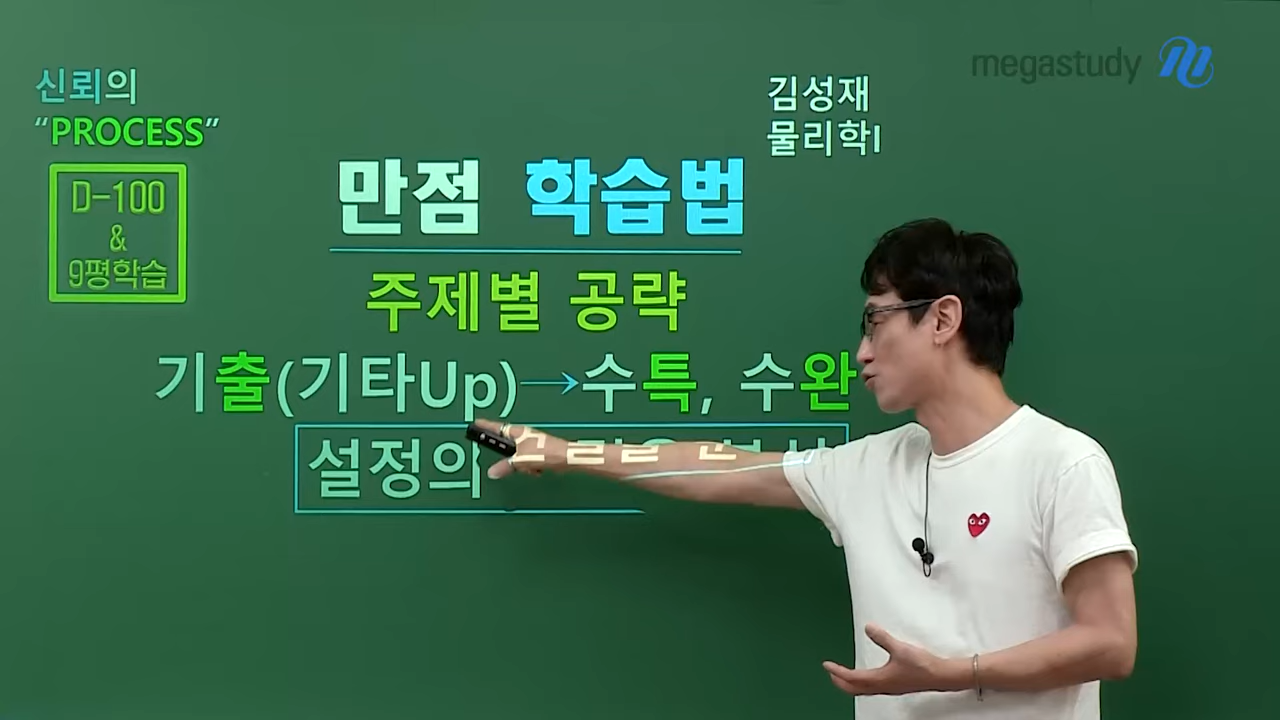 megastudy
신뢰의
“PROCESS”
김성재
물리학I
D-100
&
9평학습
만점 학습법
주제별 공략
기출(기타Up)→수특, 수완
설정의